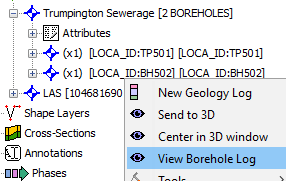 Trumpington Sewerage [2 BOREHOLES]
Attributes
(x1) [LOCA_ID:TP501] [LOCA_ID:TP501]
(x1) [LOCA_ID:BH502] [LOCA_ID:BH502]
LAS [104681690
New Geology Log
Shape Layers
Send to 3D
Cross-Sections
Center in 3D window
Annotations
View Borehole Log
Phases
Tools